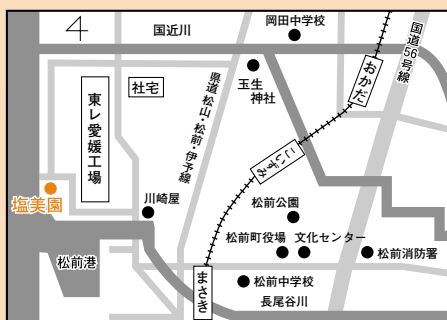 国近川
岡田中学校
国道56号線
玉生
神社
おかだ
社宅
東レ愛媛工場
県道 松山・松前・伊予線
こいずみ
塩美園
川崎屋
松前公園
松前町役場
文化センター
松前消防署
松前港
まさき
松前中学校
長尾谷川